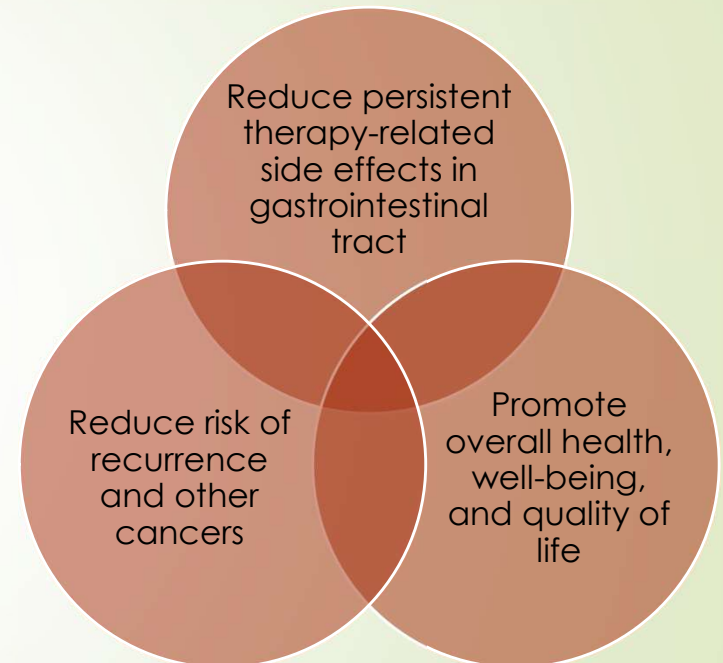 Reduce persistent
therapy-related
side effects in
gastrointestinal
tract
Reduce risk of
recurrence
and other
cancers
Promote
overall health,
well-being,
and quality of
life